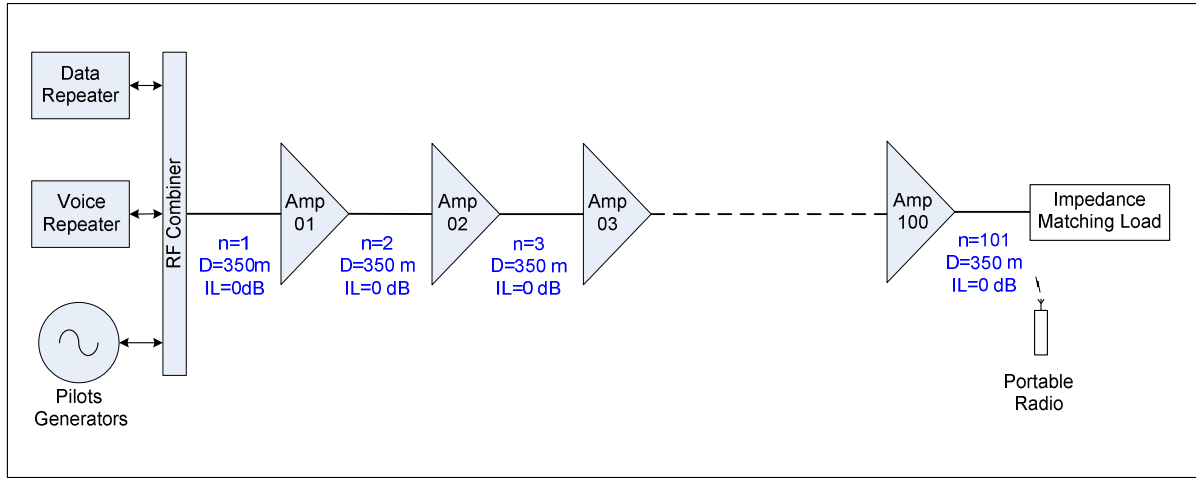 Data
Repeater
Voice
Repeater
Pilots
Generators
RF Combiner
n=1
D=350m
IL=0dB
Amp
01
n=2
D=350 m
IL=0 dB
Amp
02
n=3
D=350 m
IL=0 dB
Amp
03
Amp
100
n=101
D=350 m
IL=0 dB
Impedance
Matching Load
Portable
Radio